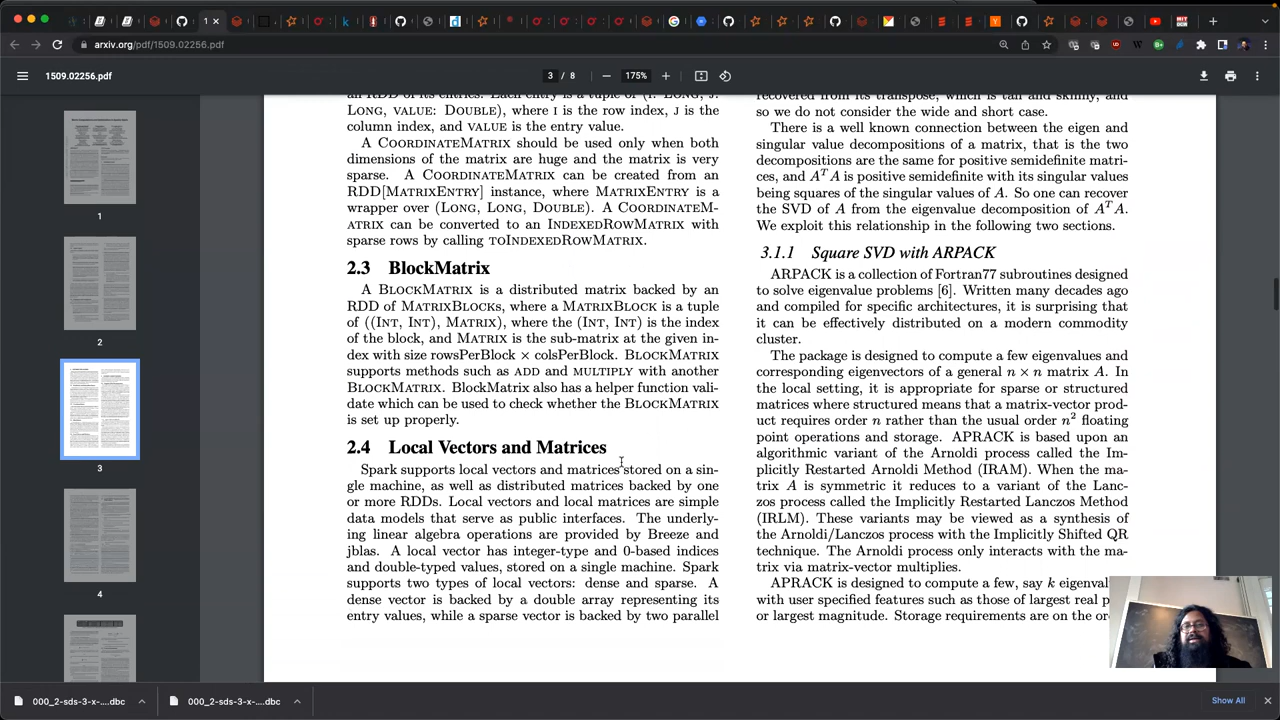 1
arxiv.org/pdf/1509.02256.pdf
1509.02256.pdf
3 / 8
175%
1
2
3
4
LONG, VALUE: DOUBLE), where I is the row index, J is the
column index, and VALUE is the entry value.
A COORDINATEMATRIX should be used only when both
dimensions of the matrix are huge and the matrix is very
sparse. A COORDINATEMATRIX can be created from an
RDD[MATRIXENTRY] instance, where MATRIXENTRY is a
wrapper over (LONG, LONG, DOUBLE). A COORDINATEM-
ATRIX can be converted to an INDEXEDROWMATRIX with
sparse rows by calling TOINDEXEDROWMATRIX.
2.3 BlockMatrix
A BLOCKMATRIX is a distributed matrix backed by an
RDD of MATRIXBLOCKS, where a MATRIXBLOCK is a tuple
of ((INT, INT), MATRIX), where the (INT, INT) is the index
of the block, and MATRIX is the sub-matrix at the given in-
dex with size rowsPerBlock × colsPerBlock. BLOCKMATRIX
supports methods such as ADD and MULTIPLY with another
BLOCKMATRIX. BlockMatrix also has a helper function vali-
date which can be used to check whether the BLOCKMATRIX
is set up properly.
2.4 Local Vectors and Matrices
Spark supports local vectors and matrices stored on a sin-
gle machine, as well as distributed matrices backed by one
or more RDDs. Local vectors and local matrices are simple
data models that serve as public interfaces. The underly-
ing linear algebra operations are provided by Breeze and
jblas. A local vector has integer-type and 0-based indices
and double-typed values, stored on a single machine. Spark
supports two types of local vectors: dense and sparse. A
dense vector is backed by a double array representing its
entry values, while a sparse vector is backed by two parallel
recovered from its transpose, which is tall and skinny, and
so we do not consider the wide and short case.
There is a well known connection between the eigen and
singular value decompositions of a matrix, that is the two
decompositions are the same for positive semidefinite matri-
ces, and AᵀA is positive semidefinite with its singular values
being squares of the singular values of A. So one can recover
the SVD of A from the eigenvalue decomposition of AᵀA.
We exploit this relationship in the following two sections.
3.1.1 Square SVD with ARPACK
ARPACK is a collection of Fortran77 subroutines designed
to solve eigenvalue problems [6]. Written many decades ago
and compiled for specific architectures, it is surprising that
it can be effectively distributed on a modern commodity
cluster.
The package is designed to compute a few eigenvalues and
corresponding eigenvectors of a general n × n matrix A. In
the local setting, it is appropriate for sparse or structured
matrices where structured means that a matrix-vector prod-
uct requires order n rather than the usual order n² floating
point operations and storage. APRACK is based upon an
algorithmic variant of the Arnoldi process called the Im-
plicitly Restarted Arnoldi Method (IRAM). When the ma-
trix A is symmetric it reduces to a variant of the Lanc-
zos process called the Implicitly Restarted Lanczos Method
(IRLM). These variants may be viewed as a synthesis of
the Arnoldi/Lanczos process with the Implicitly Shifted QR
technique. The Arnoldi process only interacts with the ma-
trix via matrix-vector multiplies.
APRACK is designed to compute a few, say k eigenval
with user specified features such as those of largest real p
or largest magnitude. Storage requirements are on the or
000_2-sds-3-x-....dbc
000_2-sds-3-x-....dbc
Show All